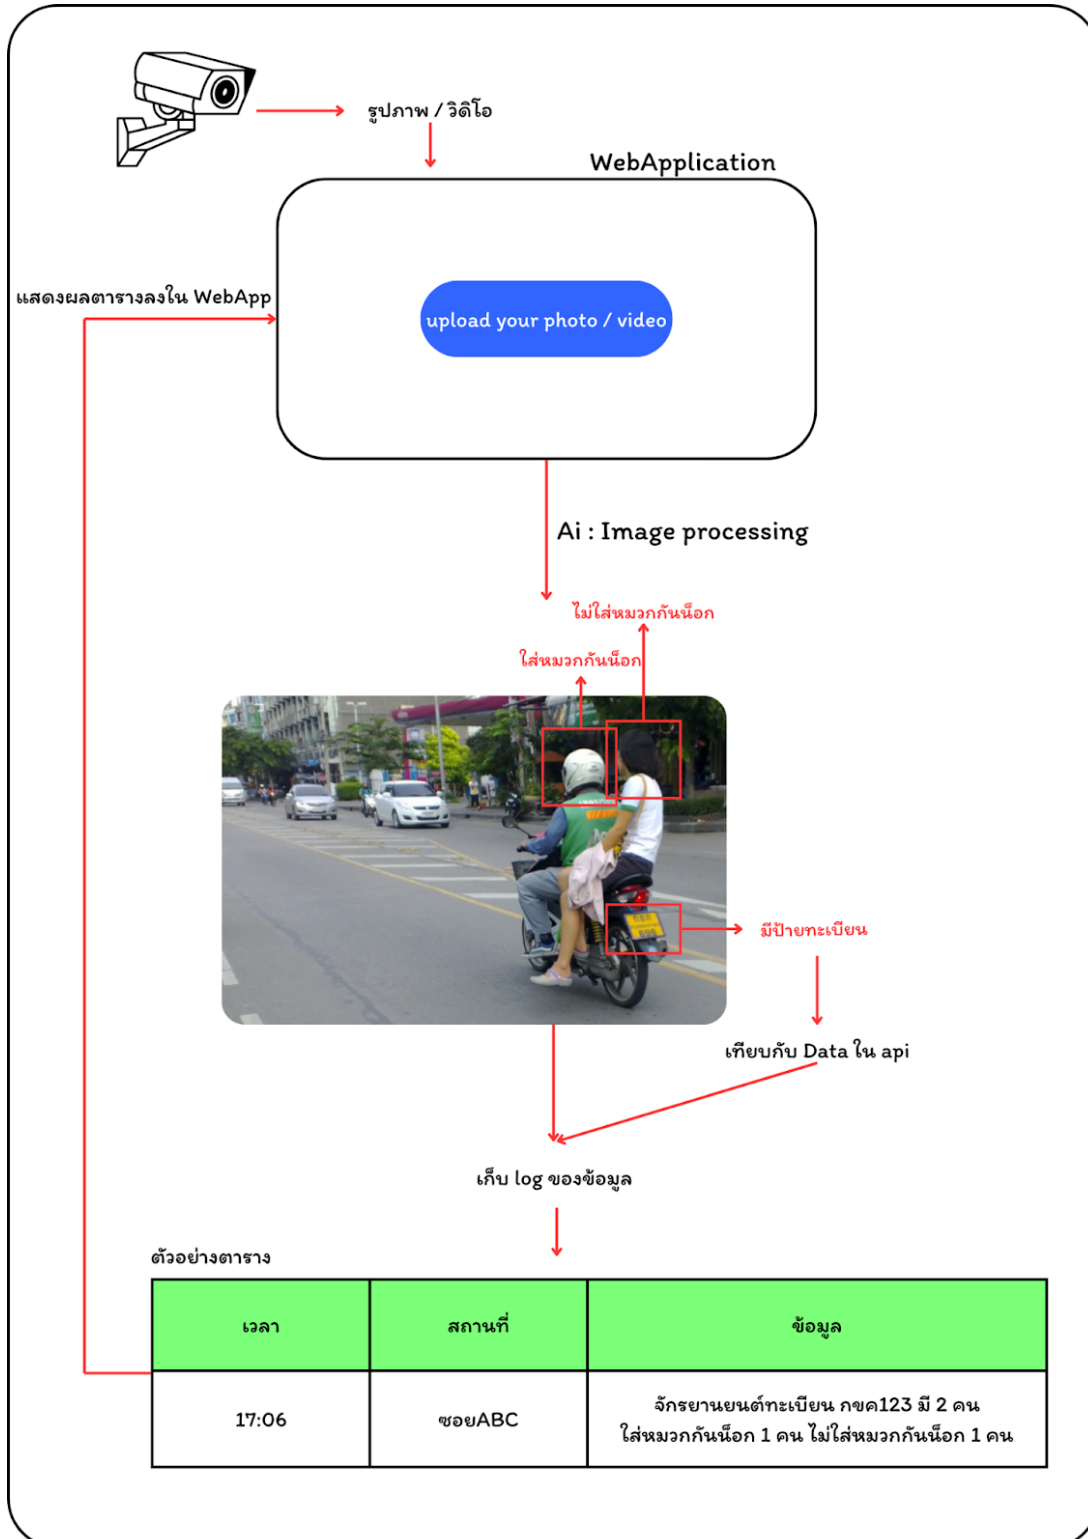 รูปภาพ / วิดิโอ
WebApplication
แสดงผลตารางลงใน WebApp
upload your photo / video
Ai : Image processing
ไม่ใส่หมวกกันน็อก
ใส่หมวกกันน็อก
มีป้ายทะเบียน
เทียบกับ Data ใน api
เก็บ log ของข้อมูล
ตัวอย่างตาราง
เวลา สถานที่ ข้อมูล
17:06 ซอยABC จักรยานยนต์ทะเบียน กขค123 มี 2 คน
ใส่หมวกกันน็อก 1 คน ไม่ใส่หมวกกันน็อก 1 คน